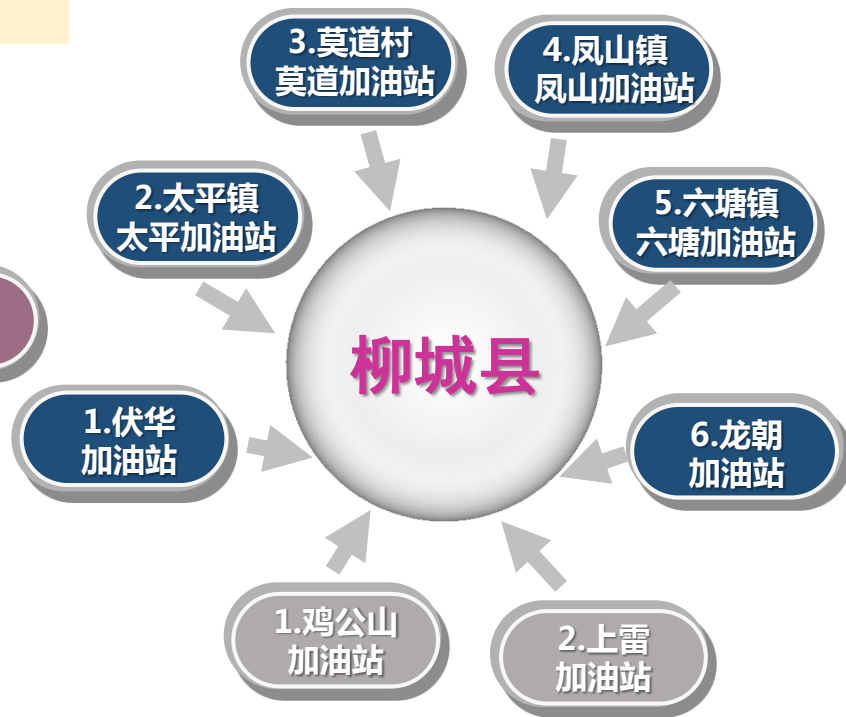 3.莫道村
莫道加油站
4.凤山镇
凤山加油站
2.太平镇
太平加油站
5.六塘镇
六塘加油站
柳城县
1.伏华
加油站
6.龙朝
加油站
1.鸡公山
加油站
2.上雷
加油站